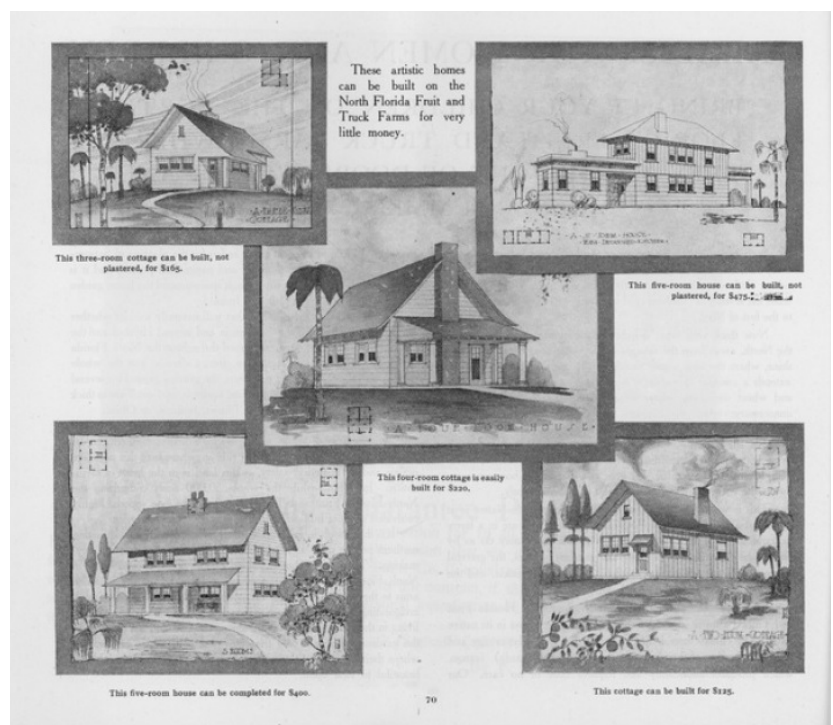 These artistic homes
can be built on the
North Florida Fruit and
Truck Farms for very
little money.
This three-room cottage can be built, not
plastered, for $165.
This five-room house can be built, not
plastered, for $475.
A FOUR ROOM HOUSE
This four-room cottage is easily
built for $220.
This five-room house can be completed for $400.
This cottage can be built for $125.
70